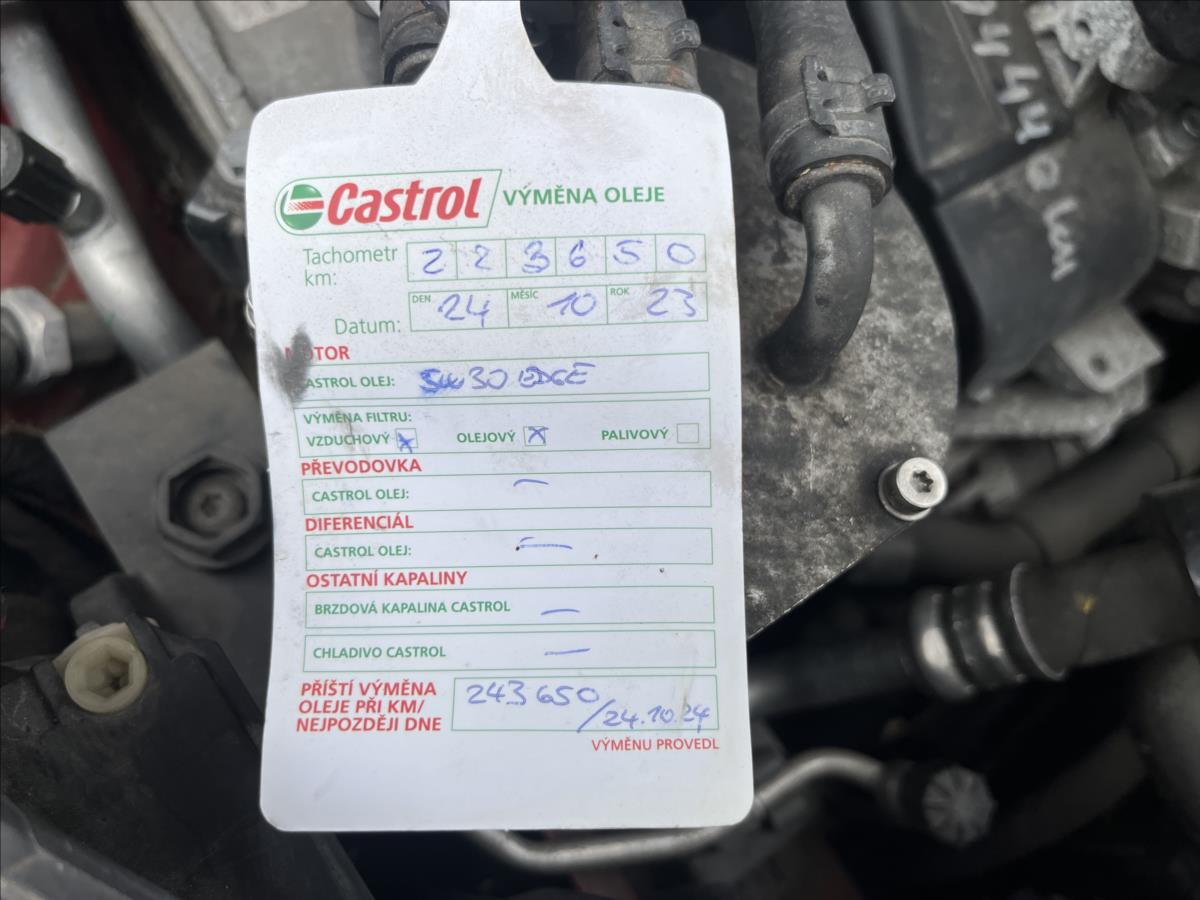 Castrol VÝMĚNA OLEJE
Tachometr km: 2 2 3 6 5 0
Datum: DEN 24 MĚSÍC 10 ROK 23
MOTOR
CASTROL OLEJ: 5W30 EDGE
VÝMĚNA FILTRU:
VZDUCHOVÝ X OLEJOVÝ X PALIVOVÝ
PŘEVODOVKA
CASTROL OLEJ: –
DIFERENCIÁL
CASTROL OLEJ: –
OSTATNÍ KAPALINY
BRZDOVÁ KAPALINA CASTROL –
CHLADIVO CASTROL –
PŘÍŠTÍ VÝMĚNA
OLEJE PŘI KM/
NEJPOZDĚJI DNE
243 650
/24.10.24
VÝMĚNU PROVEDL